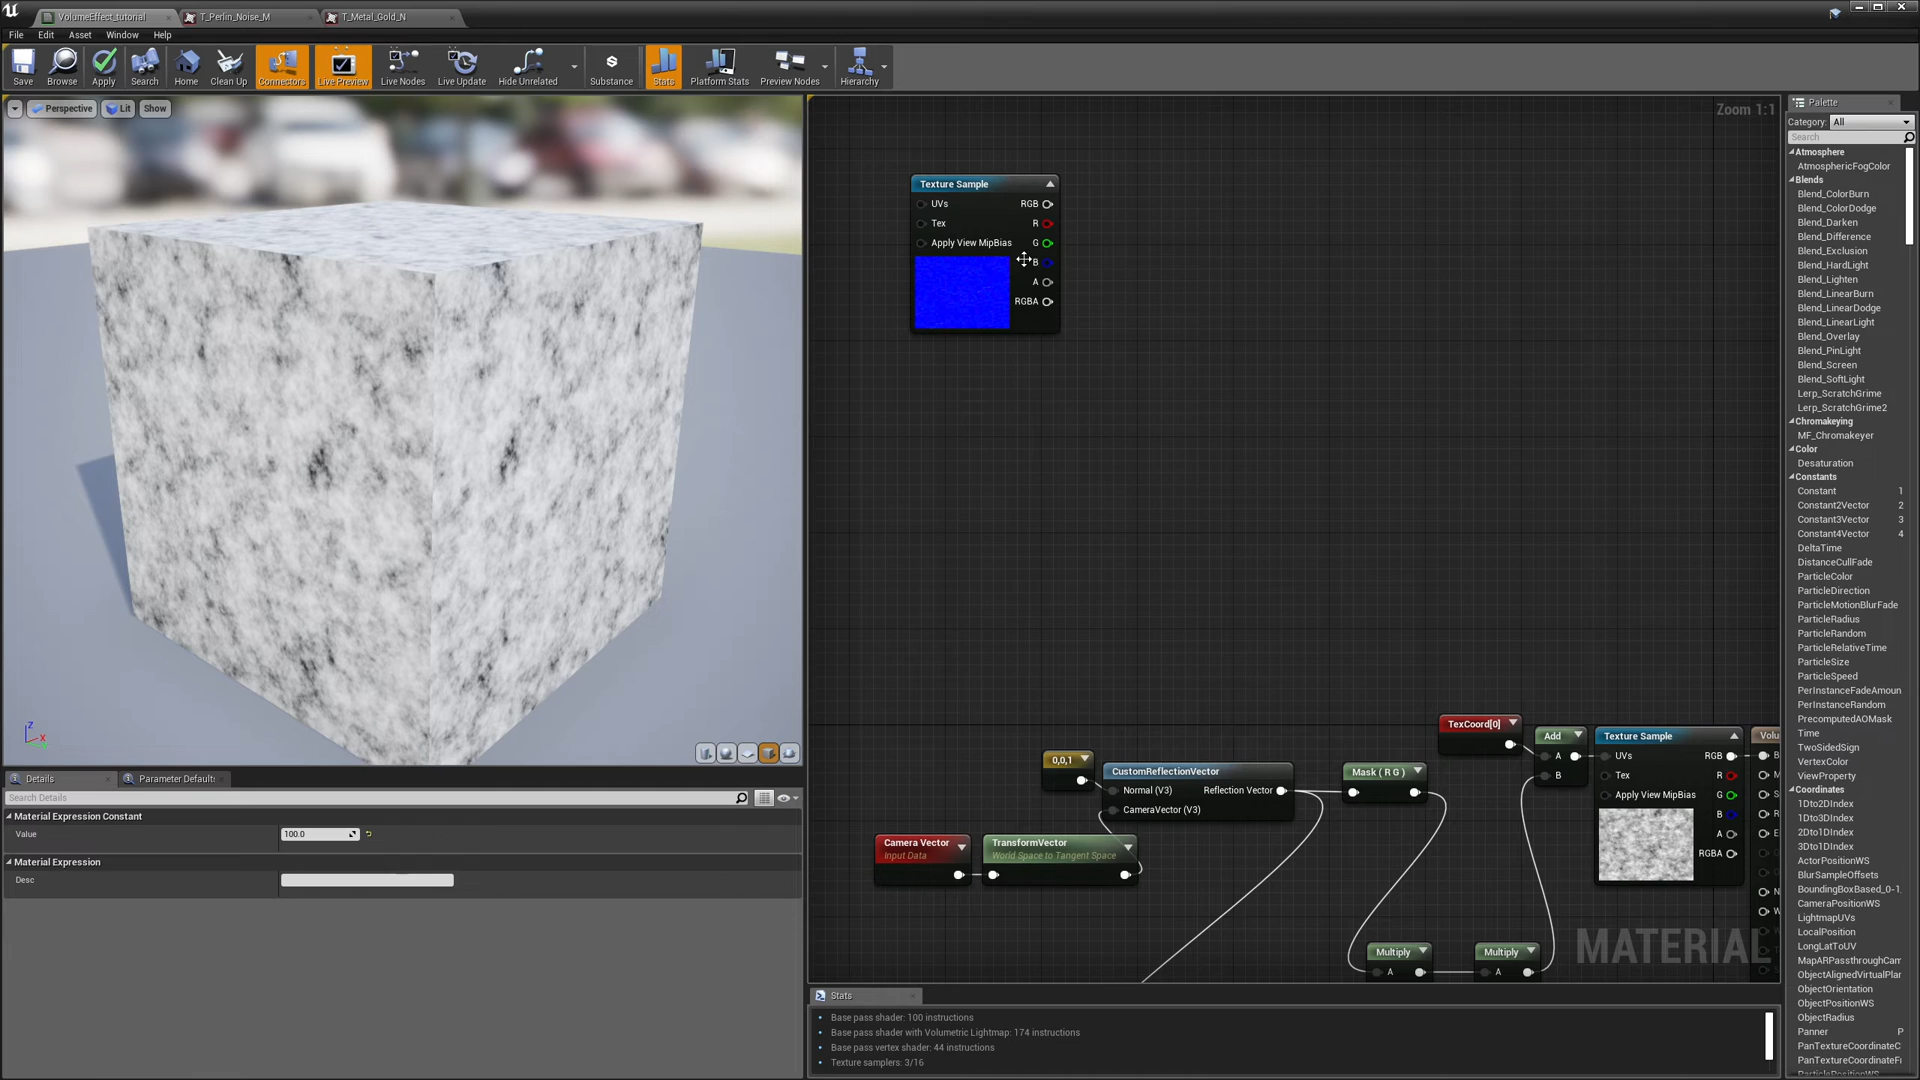 VolumeEffect_tutorial
T_Perlin_Noise_M
T_Metal_Gold_N
File Edit Asset Window Help
Save
Browse
Apply
Search
Home
Clean Up
Connectors
Live Preview
Live Nodes
Live Update
Hide Unrelated
Substance
Stats
Platform Stats
Preview Nodes
Hierarchy
Perspective
Lit
Show
Z
X
Details
Parameter Default
Search Details
Material Expression Constant
Value
100.0
Material Expression
Desc
Zoom 1:1
Texture Sample
UVs RGB
Tex R
Apply View MipBias G
B
A
RGBA
TexCoord[0]
Add
A
B
Texture Sample
UVs RGB
Tex R
Apply View MipBias G
B
A
RGBA
Volu
0,0,1
CustomReflectionVector
Normal (V3) Reflection Vector
CameraVector (V3)
Mask ( R G )
Camera Vector
Input Data
TransformVector
World Space to Tangent Space
Multiply
A
Multiply
A
MATERIAL
Stats
Base pass shader: 100 instructions
Base pass shader with Volumetric Lightmap: 174 instructions
Base pass vertex shader: 44 instructions
Texture samplers: 3/16
Palette
Category: All
Search
Atmosphere
AtmosphericFogColor
Blends
Blend_ColorBurn
Blend_ColorDodge
Blend_Darken
Blend_Difference
Blend_Exclusion
Blend_HardLight
Blend_Lighten
Blend_LinearBurn
Blend_LinearDodge
Blend_LinearLight
Blend_Overlay
Blend_PinLight
Blend_Screen
Blend_SoftLight
Lerp_ScratchGrime
Lerp_ScratchGrime2
Chromakeying
MF_Chromakeyer
Color
Desaturation
Constants
Constant 1
Constant2Vector 2
Constant3Vector 3
Constant4Vector 4
DeltaTime
DistanceCullFade
ParticleColor
ParticleDirection
ParticleMotionBlurFade
ParticleRadius
ParticleRandom
ParticleRelativeTime
ParticleSize
ParticleSpeed
PerInstanceFadeAmoun
PerInstanceRandom
PrecomputedAOMask
Time
TwoSidedSign
VertexColor
ViewProperty
Coordinates
1Dto2DIndex
1Dto3DIndex
2Dto1DIndex
3Dto1DIndex
ActorPositionWS
BlurSampleOffsets
BoundingBoxBased_0-1
CameraPositionWS
LightmapUVs
LocalPosition
LongLatToUV
MapARPassthroughCam
ObjectAlignedVirtualPlar
ObjectOrientation
ObjectPositionWS
ObjectRadius
Panner P
PanTextureCoordinateC
PanTextureCoordinateFi